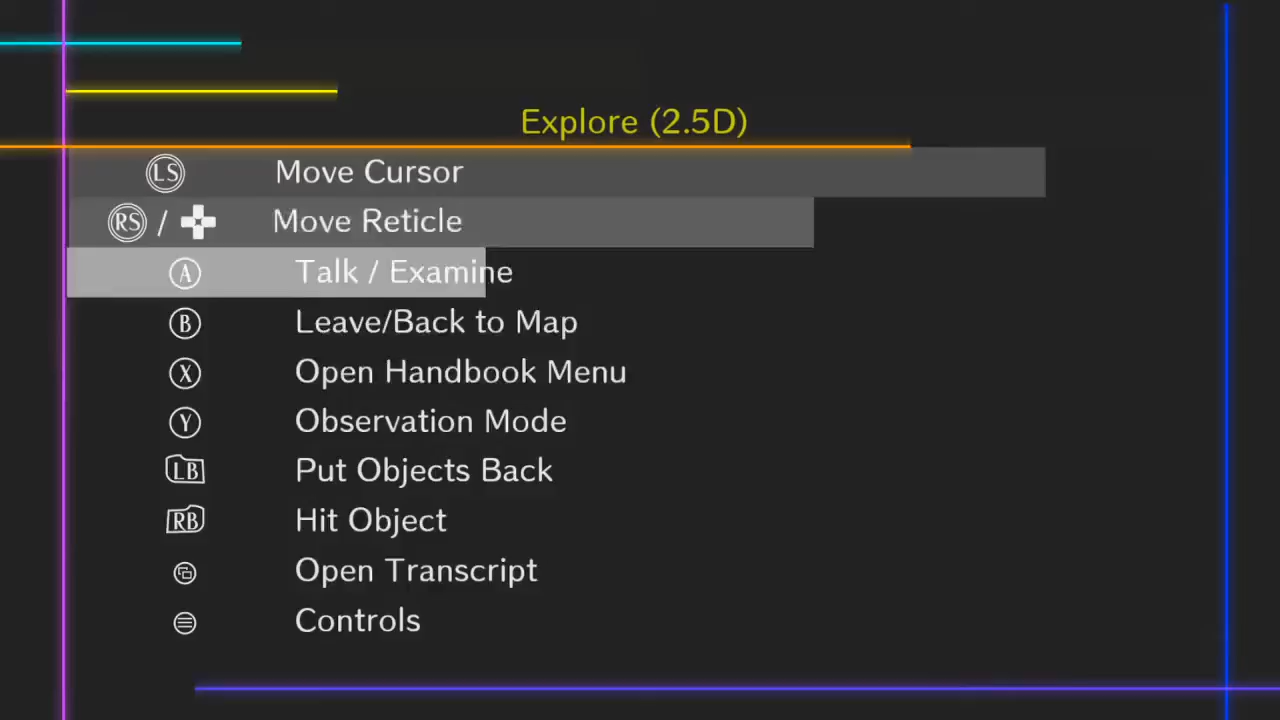 Explore (2.5D)
LS Move Cursor
RS / Move Reticle
A Talk / Examine
B Leave/Back to Map
X Open Handbook Menu
Y Observation Mode
LB Put Objects Back
RB Hit Object
Open Transcript
Controls